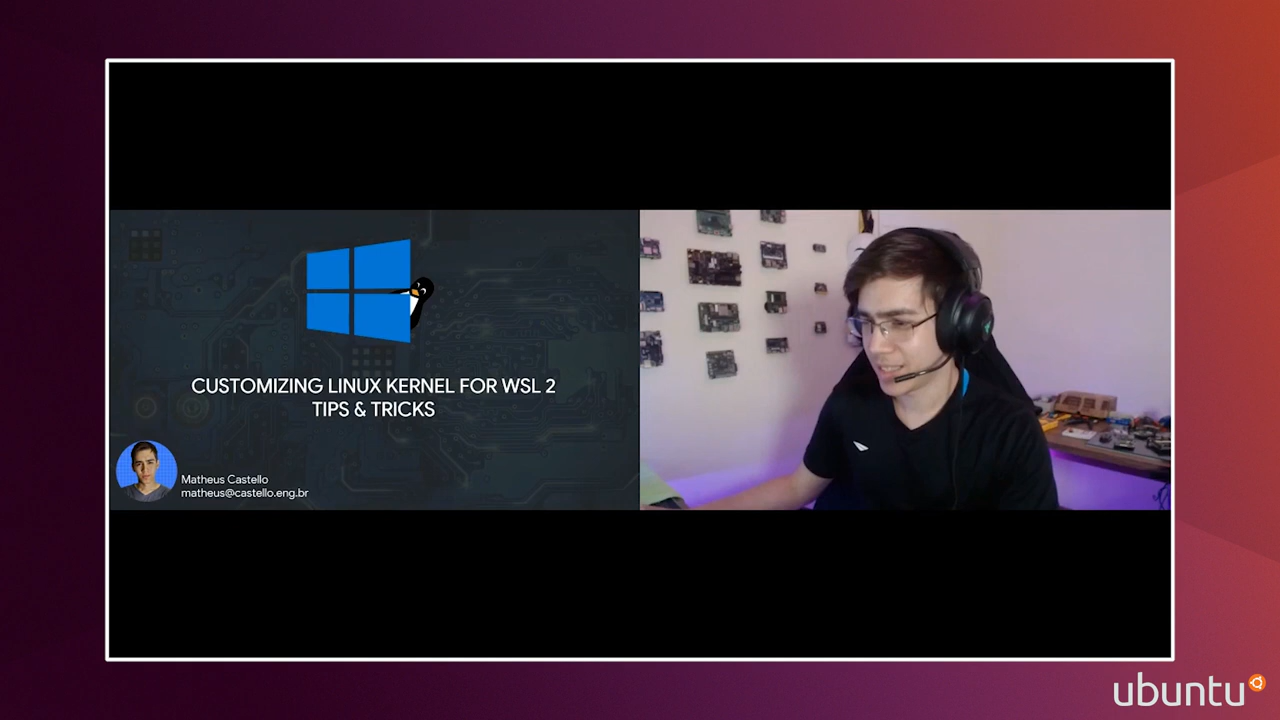 CUSTOMIZING LINUX KERNEL FOR WSL 2
TIPS & TRICKS
Matheus Castello
matheus@castello.eng.br
ubuntu